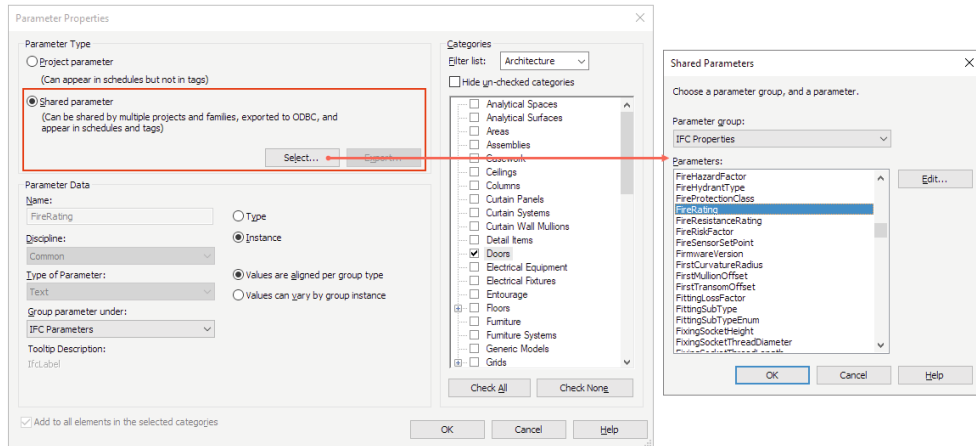 Parameter Properties
Parameter Type
Project parameter
(Can appear in schedules but not in tags)
Shared parameter
(Can be shared by multiple projects and families, exported to ODBC, and
appear in schedules and tags)
Select...
Export...
Parameter Data
Name:
FireRating
Discipline:
Common
Type of Parameter:
Text
Group parameter under:
IFC Parameters
Tooltip Description:
IfcLabel
Type
Instance
Values are aligned per group type
Values can vary by group instance
Add to all elements in the selected categories
Categories
Filter list:
Architecture
Hide un-checked categories
Analytical Spaces
Analytical Surfaces
Areas
Assemblies
Casework
Ceilings
Columns
Curtain Panels
Curtain Systems
Curtain Wall Mullions
Detail Items
Doors
Electrical Equipment
Electrical Fixtures
Entourage
Floors
Furniture
Furniture Systems
Generic Models
Grids
Check All
Check None
OK
Cancel
Help
Shared Parameters
Choose a parameter group, and a parameter.
Parameter group:
IFC Properties
Parameters:
FireHazardFactor
FireHydrantType
FireProtectionClass
FireRating
FireResistanceRating
FireRiskFactor
FireSensorSetPoint
FirmwareVersion
FirstCurvatureRadius
FirstMullionOffset
FirstTransomOffset
FittingLossFactor
FittingSubType
FittingSubTypeEnum
FixingSocketHeight
FixingSocketThreadDiameter
FixingSocketThreadLength
Edit...
OK
Cancel
Help